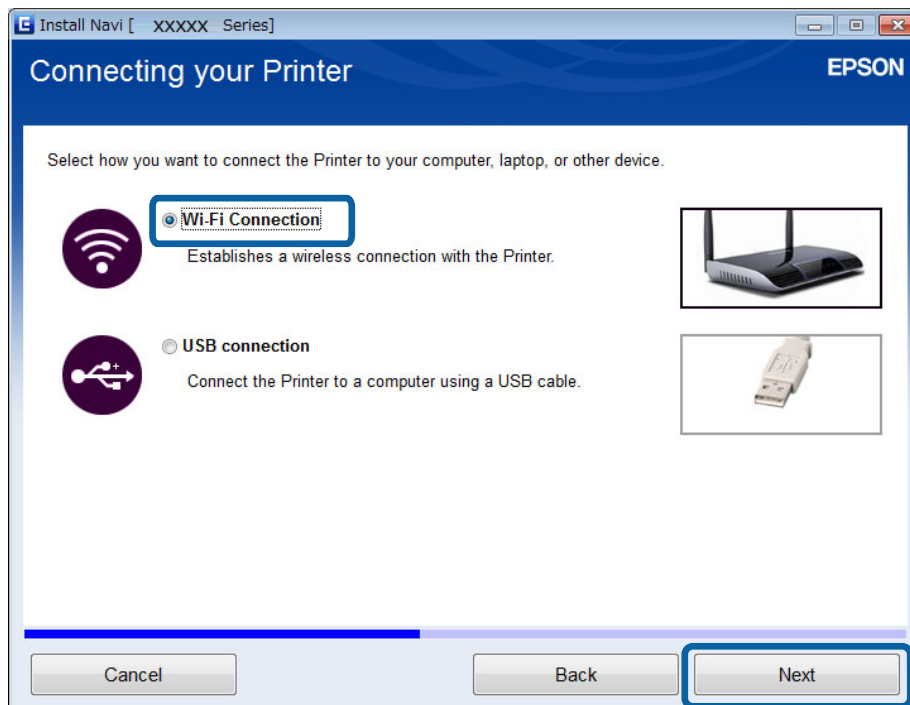 Install Navi [ XXXXX Series]
Connecting your Printer
EPSON
Select how you want to connect the Printer to your computer, laptop, or other device.
Wi-Fi Connection
Establishes a wireless connection with the Printer.
USB connection
Connect the Printer to a computer using a USB cable.
Cancel
Back
Next